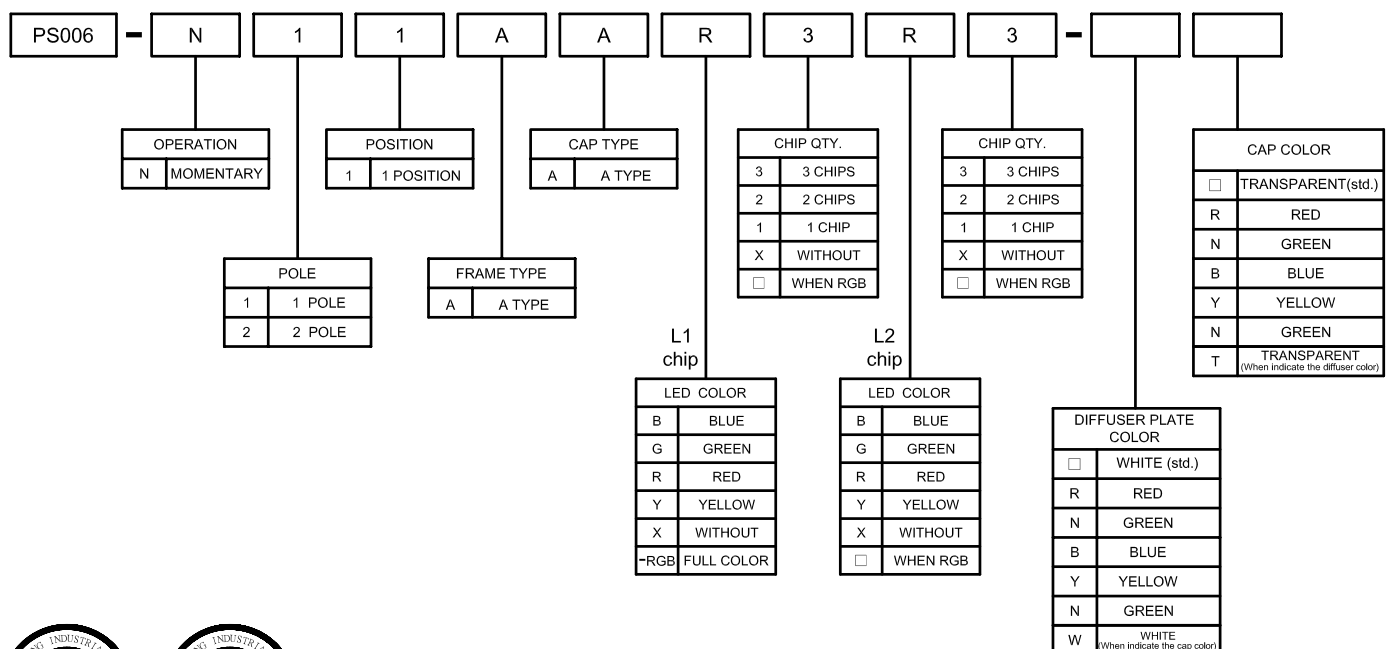 PS006 - N 1 1 A A R 3 R 3 -
OPERATION
N MOMENTARY
POLE
1 1 POLE
2 2 POLE
POSITION
1 1 POSITION
FRAME TYPE
A A TYPE
CAP TYPE
A A TYPE
L1
chip
LED COLOR
B BLUE
G GREEN
R RED
Y YELLOW
X WITHOUT
-RGB FULL COLOR
CHIP QTY.
3 3 CHIPS
2 2 CHIPS
1 1 CHIP
X WITHOUT
□ WHEN RGB
L2
chip
LED COLOR
B BLUE
G GREEN
R RED
Y YELLOW
X WITHOUT
□ WHEN RGB
CHIP QTY.
3 3 CHIPS
2 2 CHIPS
1 1 CHIP
X WITHOUT
□ WHEN RGB
DIFFUSER PLATE
COLOR
□ WHITE (std.)
R RED
N GREEN
B BLUE
Y YELLOW
N GREEN
W WHITE
(When indicate the cap color)
CAP COLOR
□ TRANSPARENT(std.)
R RED
N GREEN
B BLUE
Y YELLOW
N GREEN
T TRANSPARENT
(When indicate the diffuser color)